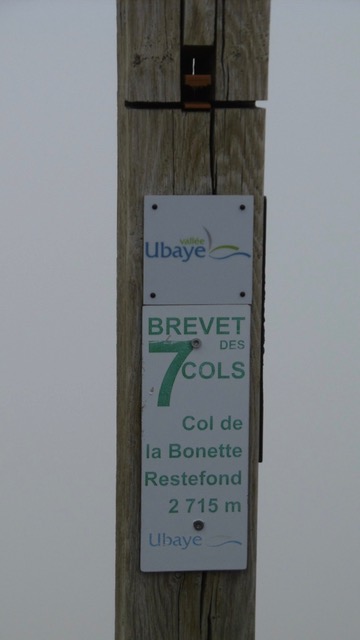 vallée
Ubaye
BREVET
DES
7 COLS
Col de
la Bonette
Restefond
2 715 m
Ubaye